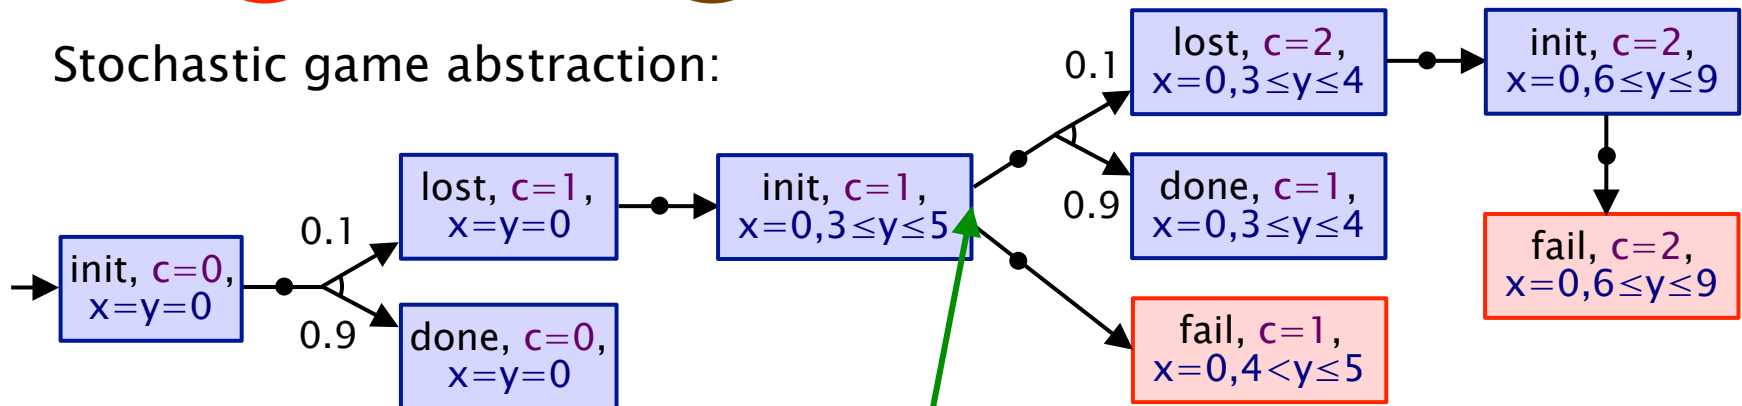 Stochastic game abstraction:
init, c=0,
x=y=0
0.1
0.9
lost, c=1,
x=y=0
done, c=0,
x=y=0
init, c=1,
x=0,3≤y≤5
0.1
0.9
lost, c=2,
x=0,3≤y≤4
done, c=1,
x=0,3≤y≤4
fail, c=1,
x=0,4<y≤5
init, c=2,
x=0,6≤y≤9
fail, c=2,
x=0,6≤y≤9